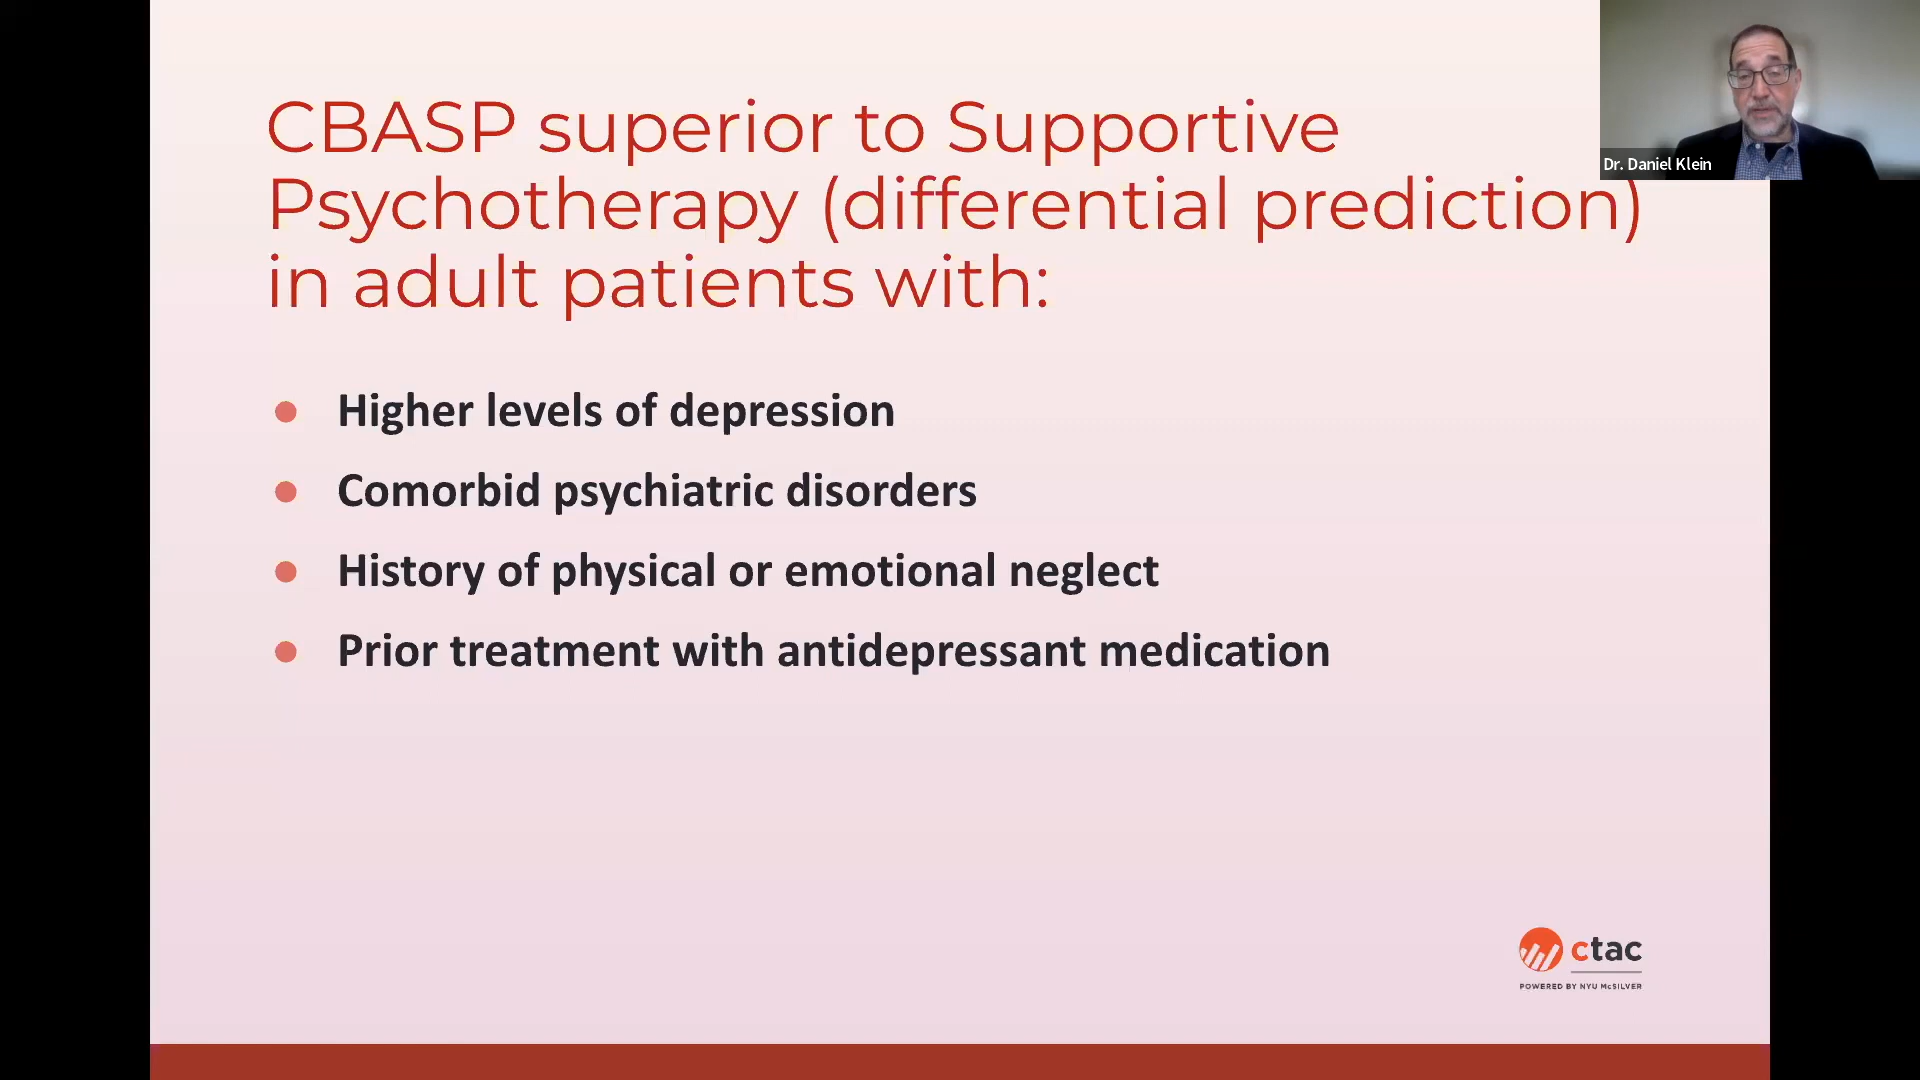 CBASP superior to Supportive
Psychotherapy (differential prediction)
in adult patients with:
Higher levels of depression
Comorbid psychiatric disorders
History of physical or emotional neglect
Prior treatment with antidepressant medication
Dr. Daniel Klein
ctac
POWERED BY NYU McSILVER